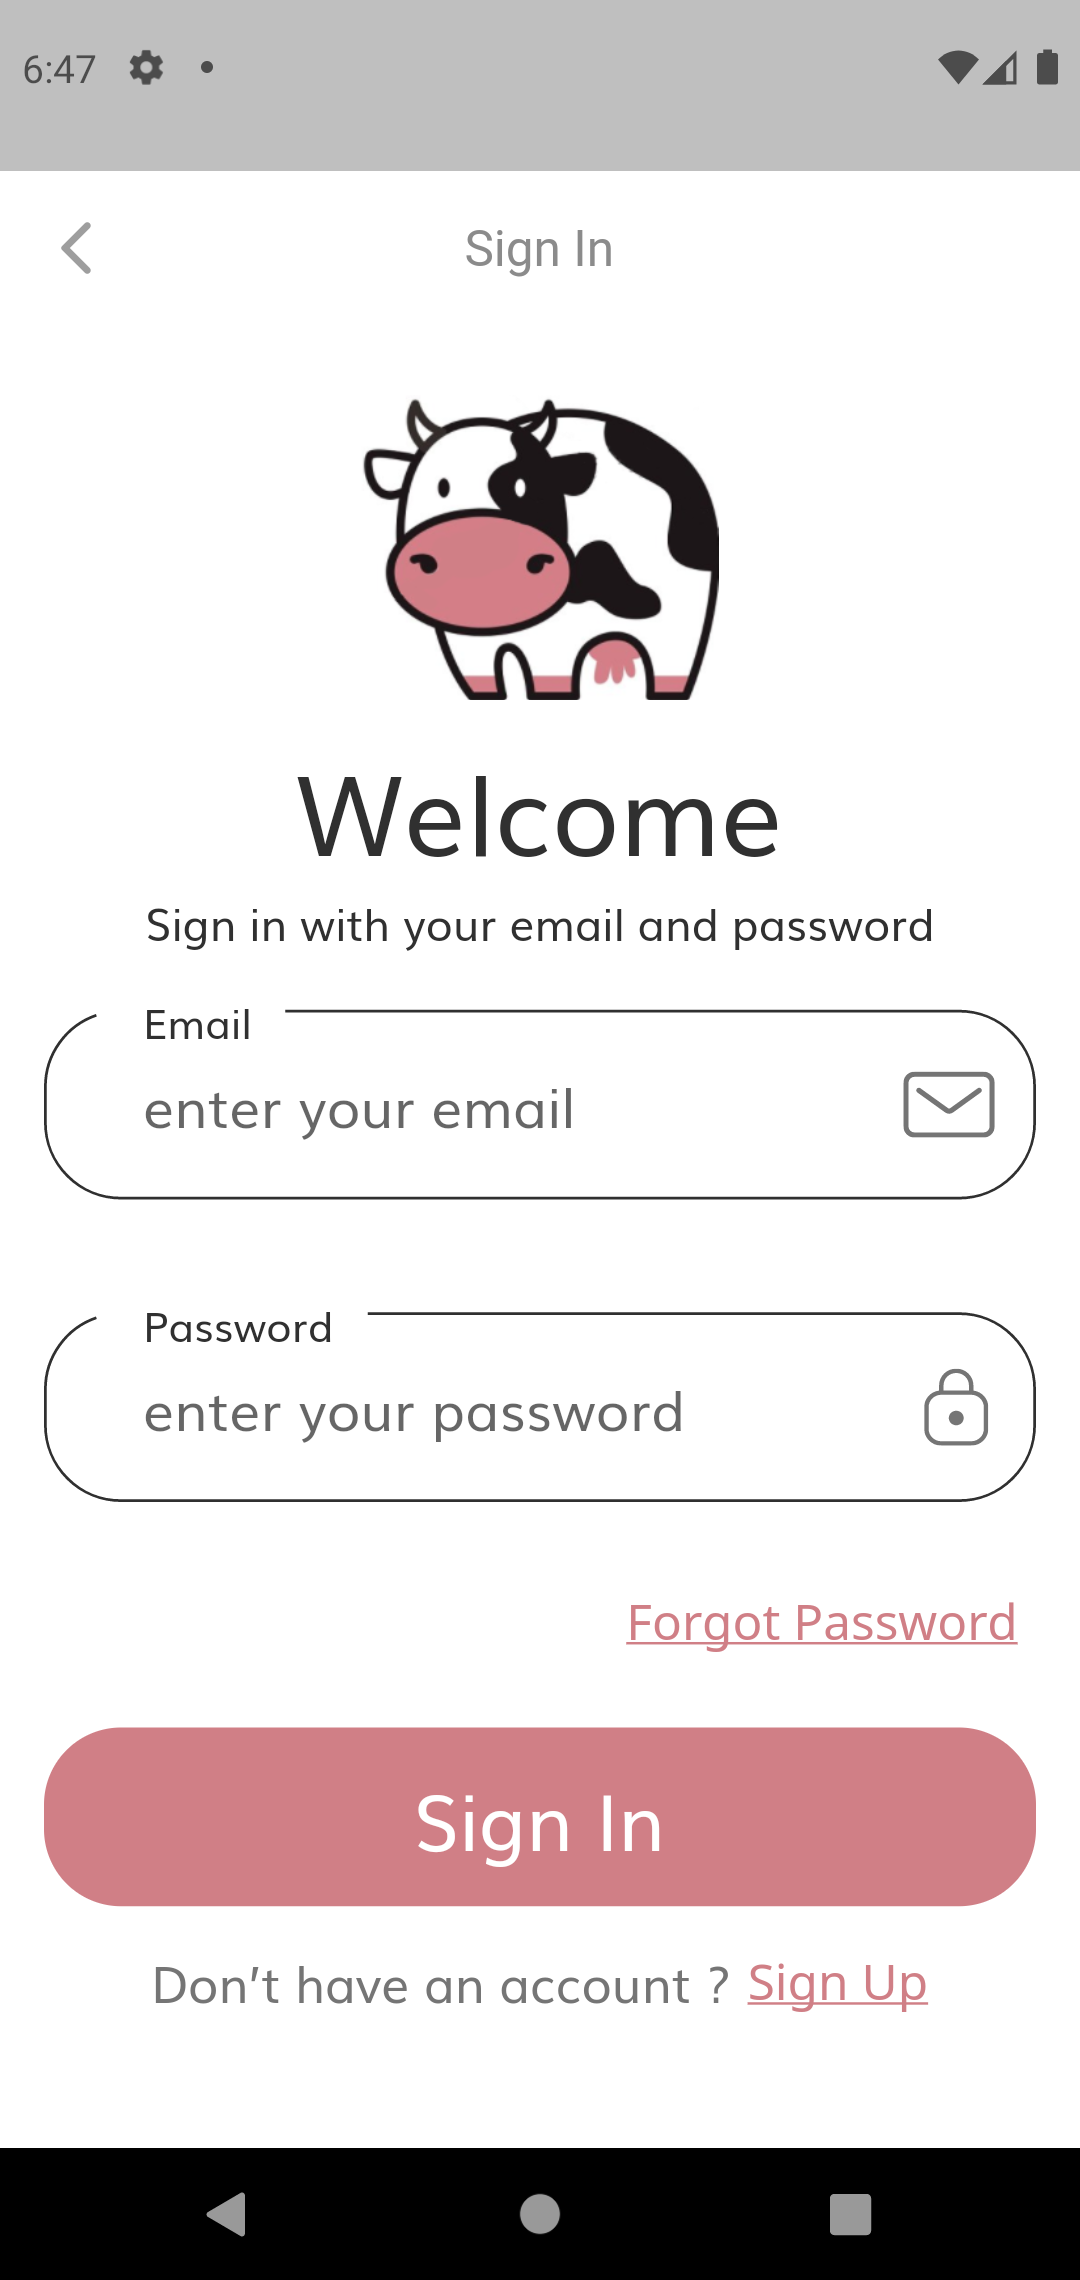 6:47
Sign In
Welcome
Sign in with your email and password
Email
enter your email
Password
enter your password
Forgot Password
Sign In
Don't have an account ? Sign Up